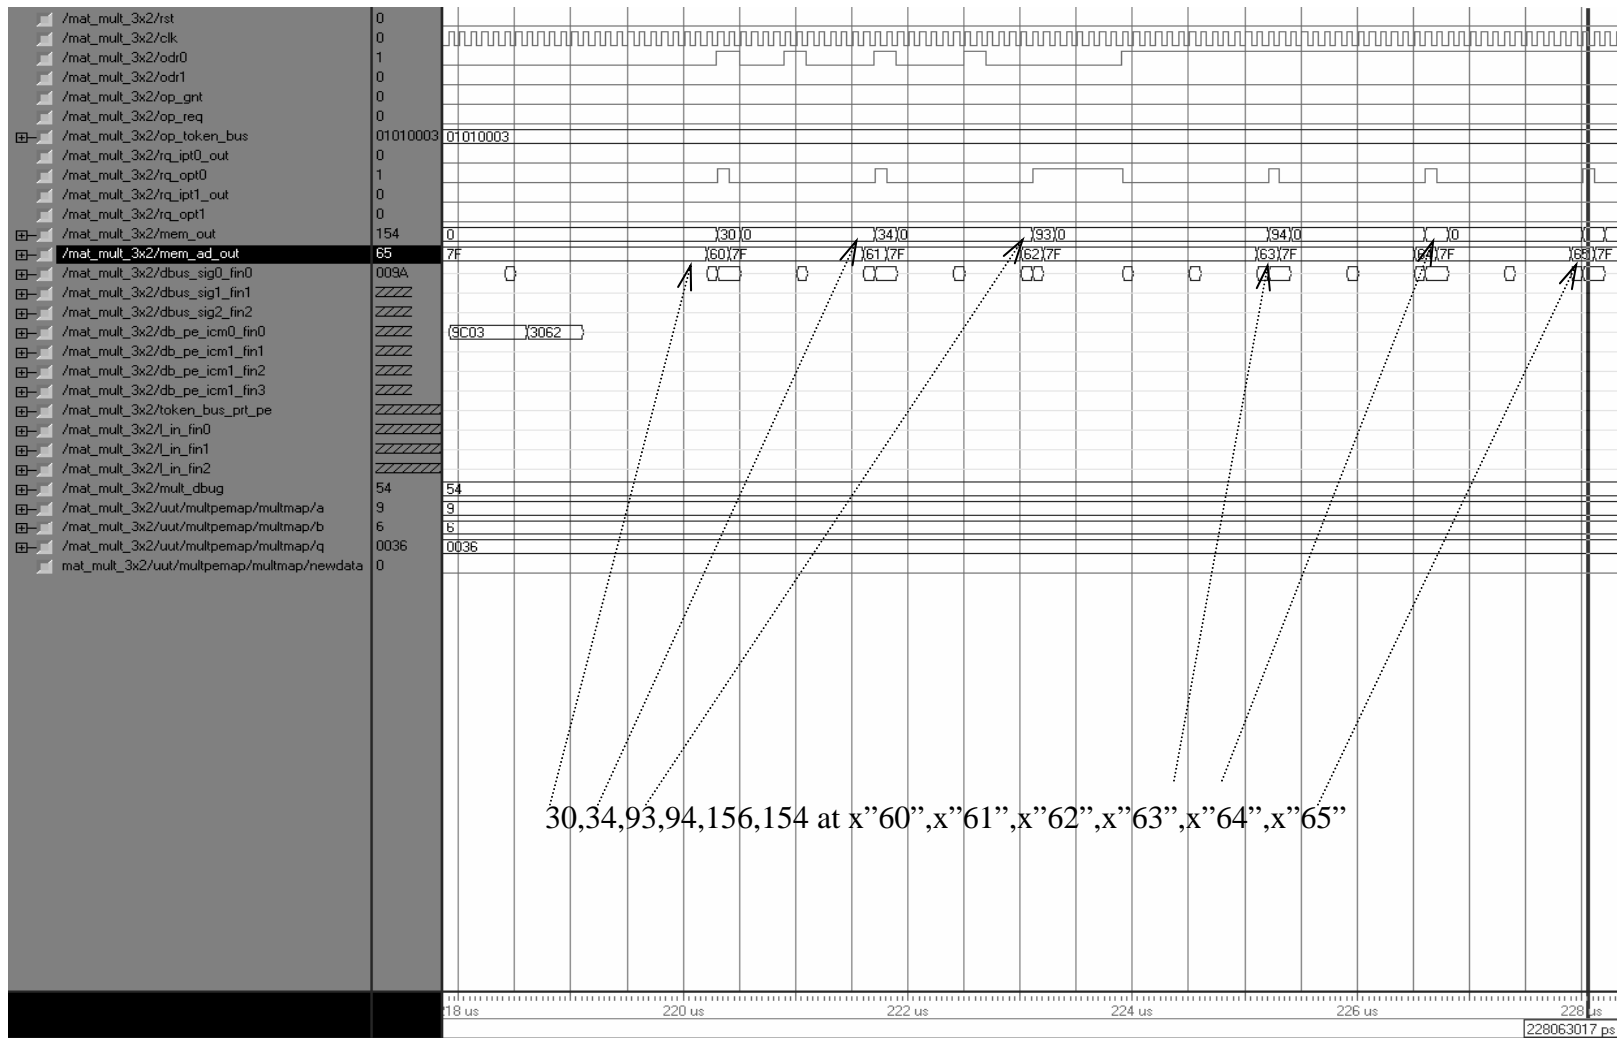 /mat_mult_3x2/rst 0
/mat_mult_3x2/clk 0
/mat_mult_3x2/odr0 1
/mat_mult_3x2/odr1 0
/mat_mult_3x2/op_gnt 0
/mat_mult_3x2/op_req 0
/mat_mult_3x2/op_token_bus 01010003 01010003
/mat_mult_3x2/rq_ipt0_out 0
/mat_mult_3x2/rq_opt0 1
/mat_mult_3x2/rq_ipt1_out 0
/mat_mult_3x2/rq_opt1 0
/mat_mult_3x2/mem_out 154 0 30 0 34 0 93 0 94 0 0
/mat_mult_3x2/mem_ad_out 65 7F 60 7F 61 7F 62 7F 63 7F 64 7F 65 7F
/mat_mult_3x2/dbus_sig0_fin0 009A
/mat_mult_3x2/dbus_sig1_fin1
/mat_mult_3x2/dbus_sig2_fin2
/mat_mult_3x2/db_pe_icm0_fin0 9C03 3062
/mat_mult_3x2/db_pe_icm1_fin1
/mat_mult_3x2/db_pe_icm1_fin2
/mat_mult_3x2/db_pe_icm1_fin3
/mat_mult_3x2/token_bus_prt_pe
/mat_mult_3x2/l_in_fin0
/mat_mult_3x2/l_in_fin1
/mat_mult_3x2/l_in_fin2
/mat_mult_3x2/mult_dbug 54 54
/mat_mult_3x2/uut/multpemap/multmap/a 9 9
/mat_mult_3x2/uut/multpemap/multmap/b 6 6
/mat_mult_3x2/uut/multpemap/multmap/q 0036 0036
mat_mult_3x2/uut/multpemap/multmap/newdata 0
30,34,93,94,156,154 at x”60”,x”61”,x”62”,x”63”,x”64”,x”65”
18 us 220 us 222 us 224 us 226 us 228 us
228063017 ps